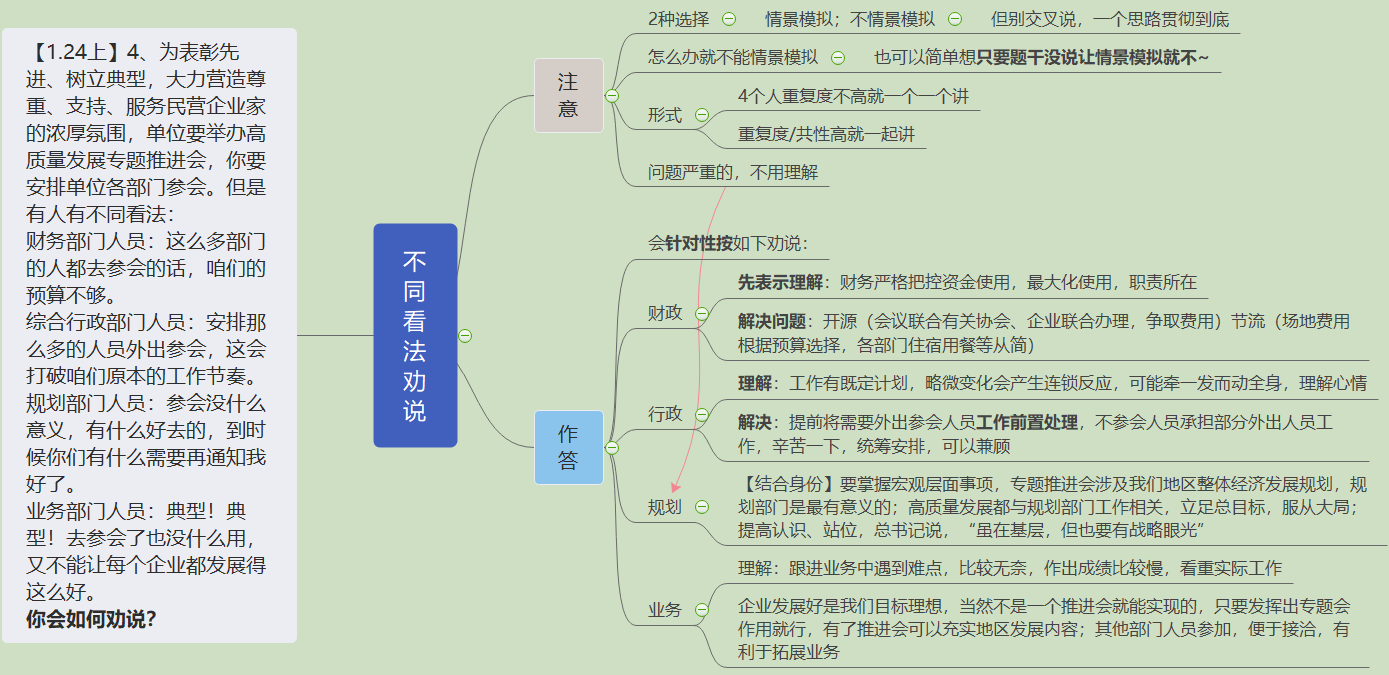 【1.24上】4、为表彰先
进、树立典型，大力营造尊
重、支持、服务民营企业家
的浓厚氛围，单位要举办高
质量发展专题推进会，你要
安排单位各部门参会。但是
有人有不同看法：
财务部门人员：这么多部门
的人都去参会的话，咱们的
预算不够。
综合行政部门人员：安排那
么多的人员外出参会，这会
打破咱们原本的工作节奏。
规划部门人员：参会没什么
意义，有什么好去的，到时
候你们有什么需要再通知我
好了。
业务部门人员：典型！典
型！去参会了也没什么用，
又不能让每个企业都发展得
这么好。
你会如何劝说？
不同看法劝说
注意
2种选择
情景模拟；不情景模拟
但别交叉说，一个思路贯彻到底
怎么办就不能情景模拟
也可以简单想只要题干没说让情景模拟就不~
形式
4个人重复度不高就一个一个讲
重复度/共性高就一起讲
问题严重的，不用理解
作答
会针对性按如下劝说：
财政
先表示理解：财务严格把控资金使用，最大化使用，职责所在
解决问题：开源（会议联合有关协会、企业联合办理，争取费用）节流（场地费用
根据预算选择，各部门住宿用餐等从简）
行政
理解：工作有既定计划，略微变化会产生连锁反应，可能牵一发而动全身，理解心情
解决：提前将需要外出参会人员工作前置处理，不参会人员承担部分外出人员工
作，辛苦一下，统筹安排，可以兼顾
规划
【结合身份】要掌握宏观层面事项，专题推进会涉及我们地区整体经济发展规划，规
划部门是最有意义的；高质量发展都与规划部门工作相关，立足总目标，服从大局；
提高认识、站位，总书记说，“虽在基层，但也要有战略眼光”
业务
理解：跟进业务中遇到难点，比较无奈，作出成绩比较慢，看重实际工作
企业发展好是我们目标理想，当然不是一个推进会就能实现的，只要发挥出专题会
作用就行，有了推进会可以充实地区发展内容；其他部门人员参加，便于接洽，有
利于拓展业务